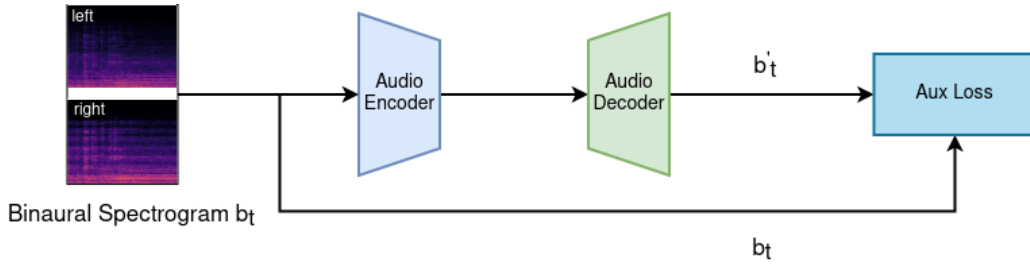 left
right
Binaural Spectrogram bt
Audio
Encoder
Audio
Decoder
b't
Aux Loss
bt